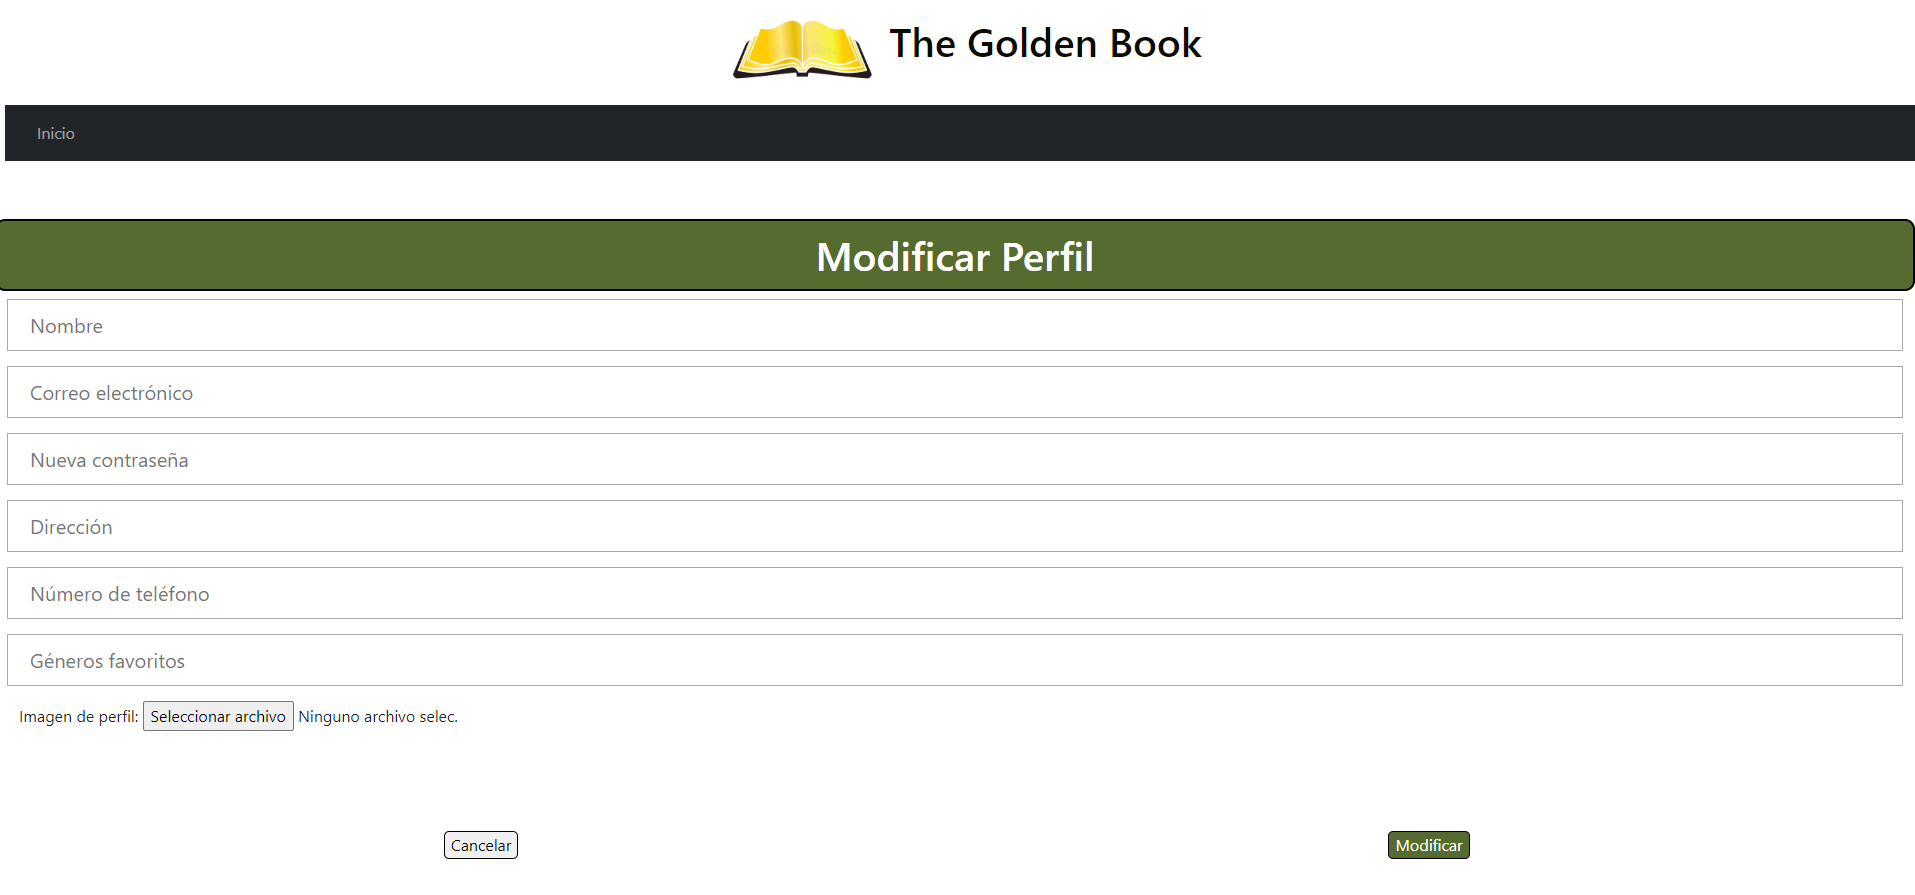 The Golden Book
Inicio
Modificar Perfil
Nombre
Correo electrónico
Nueva contraseña
Dirección
Número de teléfono
Géneros favoritos
Imagen de perfil: Seleccionar archivo Ninguno archivo selec.
Cancelar Modificar